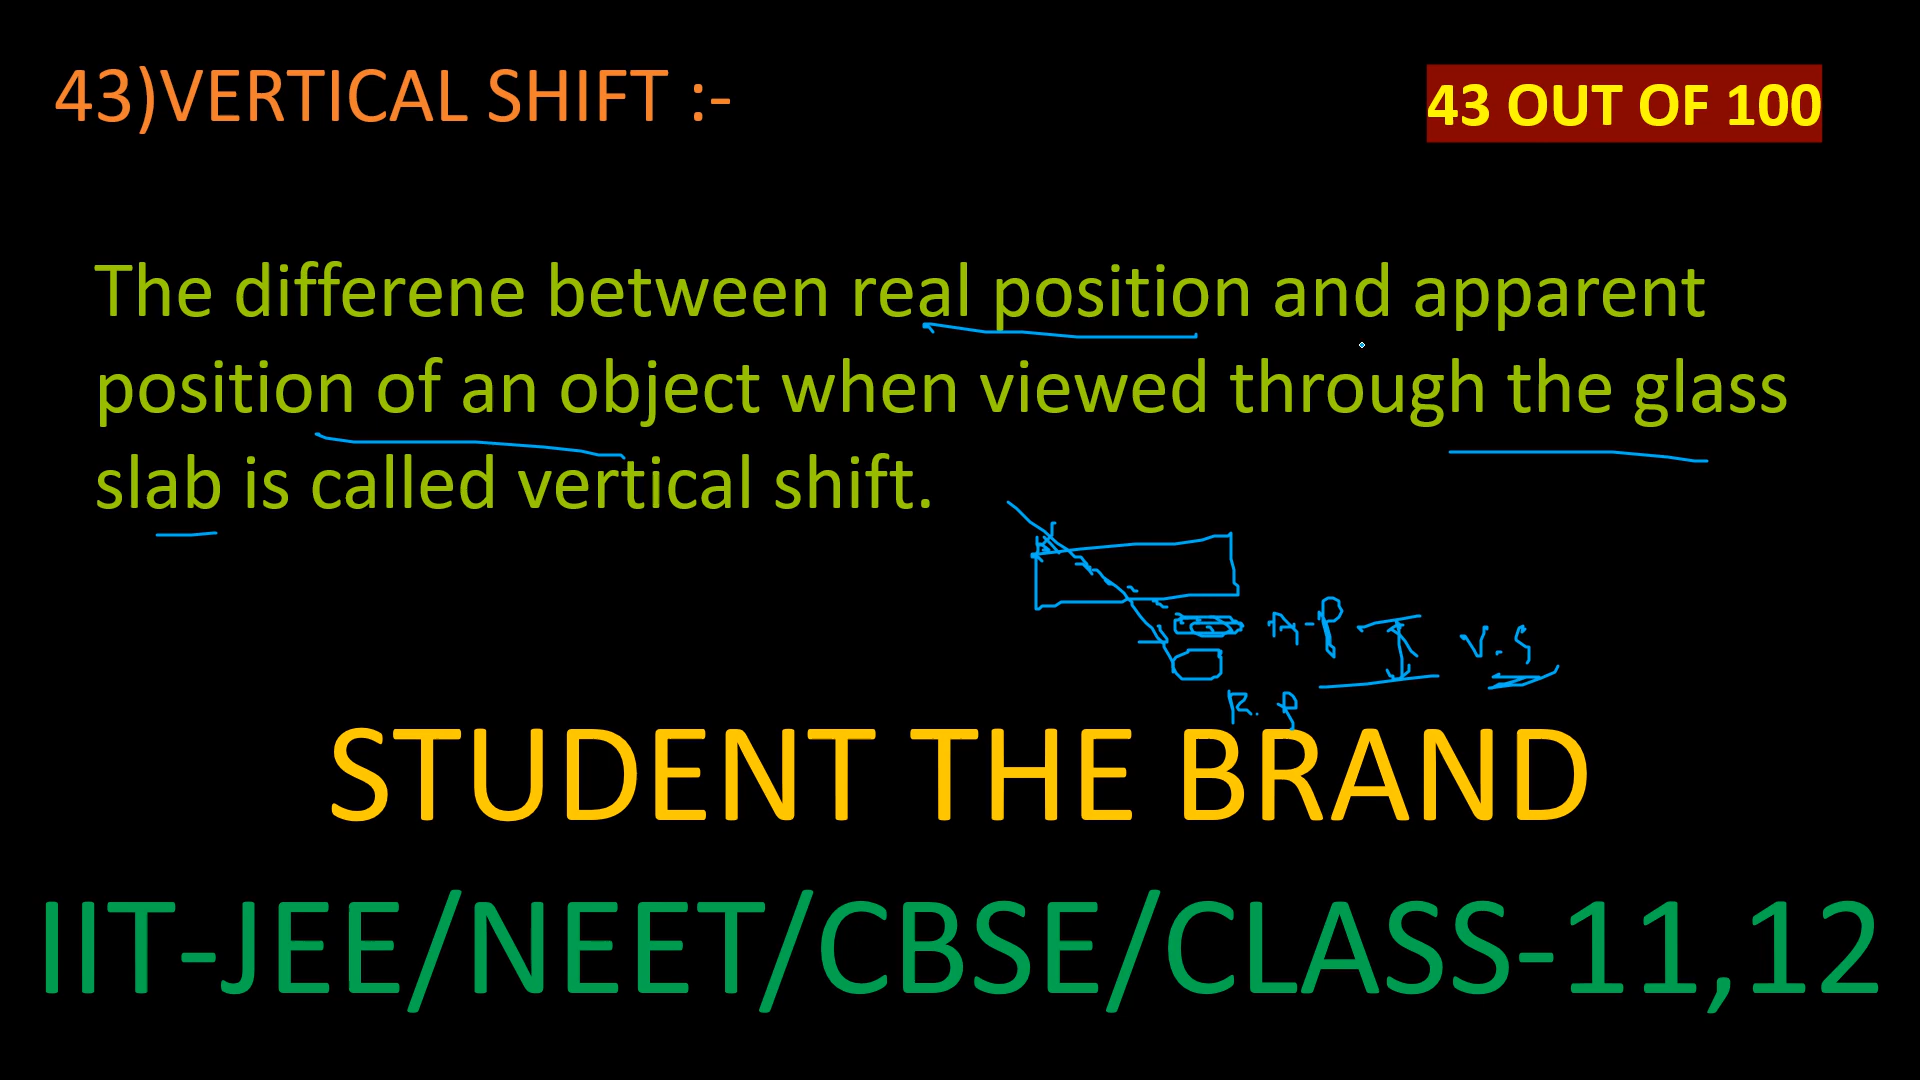 43)VERTICAL SHIFT :-
43 OUT OF 100
The differene between real position and apparent
position of an object when viewed through the glass
slab is called vertical shift.
A-P
V.S
R.P
STUDENT THE BRAND
IIT-JEE/NEET/CBSE/CLASS-11,12